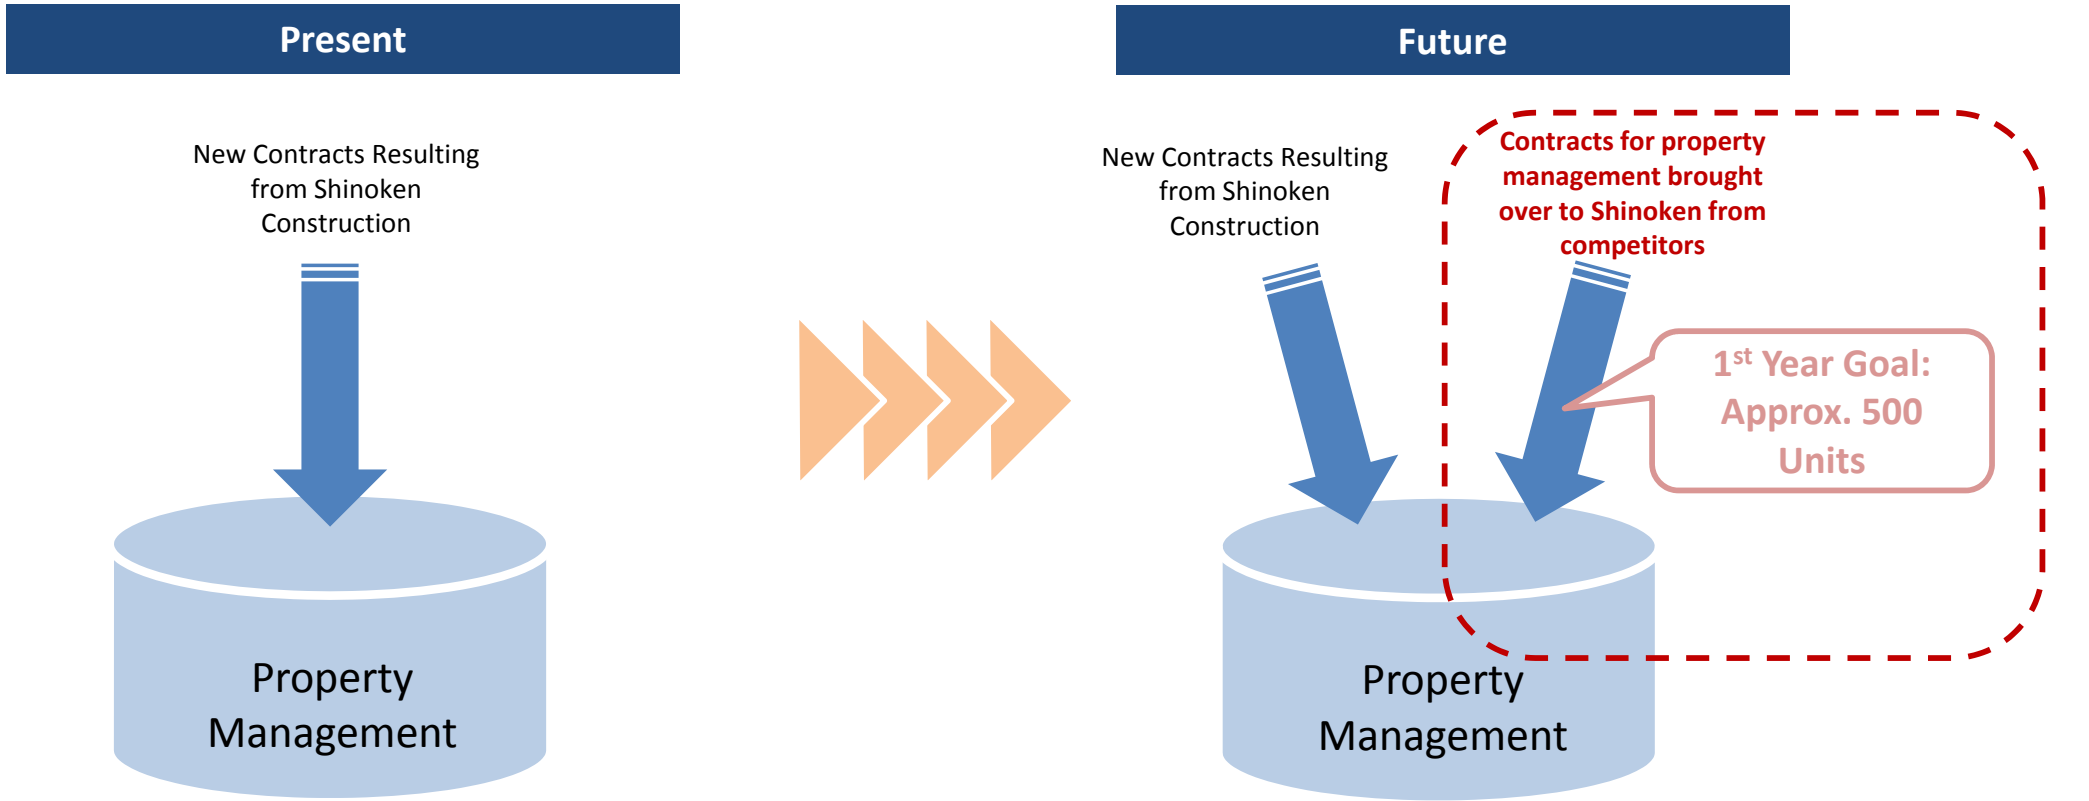 Present
New Contracts Resulting
from Shinoken
Construction
Property
Management
Future
New Contracts Resulting
from Shinoken
Construction
Contracts for property
management brought
over to Shinoken from
competitors
1st Year Goal:
Approx. 500
Units
Property
Management